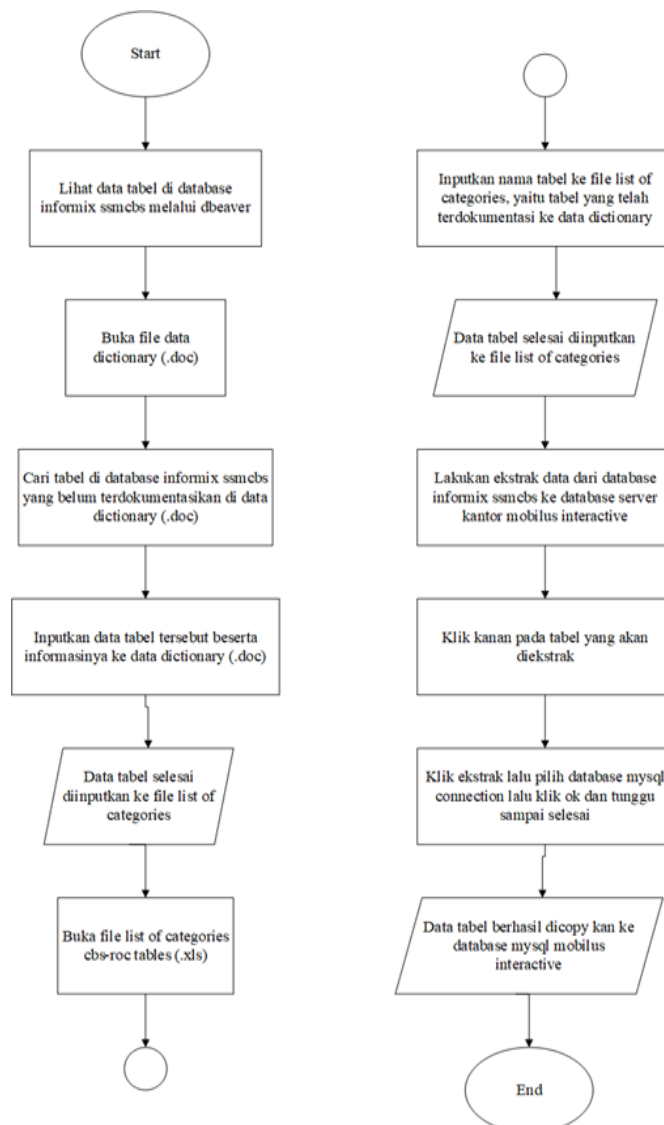 Start
Lihat data tabel di database
informix ssmcbs melalui dbeaver
Buka file data
dictionary (.doc)
Cari tabel di database informix ssmcbs
yang belum terdokumentasikan di data
dictionary (.doc)
Inputkan data tabel tersebut beserta
informasinya ke data dictionary (.doc)
Data tabel selesai
diinputkan ke file list of
categories
Buka file list of categories
cbs-roc tables (.xls)
Inputkan nama tabel ke file list of
categories, yaitu tabel yang telah
terdokumentasi ke data dictionary
Data tabel selesai diinputkan
ke file list of categories
Lakukan ekstrak data dari database
informix ssmcbs ke database server
kantor mobilus interactive
Klik kanan pada tabel yang akan
diekstrak
Klik ekstrak lalu pilih database mysql
connection lalu klik ok dan tunggu
sampai selesai
Data tabel berhasil dicopy kan ke
database mysql mobilus
interactive
End